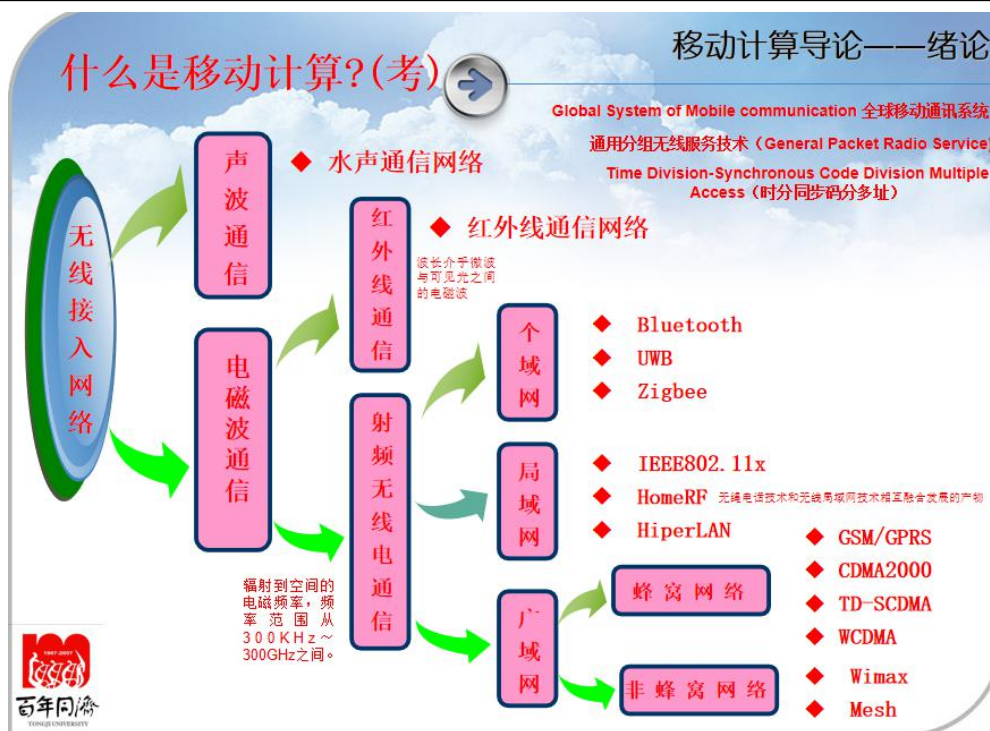 移动计算导论——绪论
什么是移动计算?(考)
Global System of Mobile communication 全球移动通讯系统
通用分组无线服务技术（General Packet Radio Service）
Time Division-Synchronous Code Division Multiple
Access（时分同步码分多址）
无线接入网络
声波通信
◆ 水声通信网络
电磁波通信
红外线通信
◆ 红外线通信网络
波长介乎微波
与可见光之间
的电磁波
射频无线电通信
辐射到空间的
电磁频率，频
率范围从
300KHz～
300GHz之间。
个域网
◆ Bluetooth
◆ UWB
◆ Zigbee
局域网
◆ IEEE802.11x
◆ HomeRF 无绳电话技术和无线局域网技术相互融合发展的产物
◆ HiperLAN
广域网
蜂窝网络
◆ GSM/GPRS
◆ CDMA2000
◆ TD-SCDMA
◆ WCDMA
非蜂窝网络
◆ Wimax
◆ Mesh
1907-2007
百年同濟
TONGJI UNIVERSITY